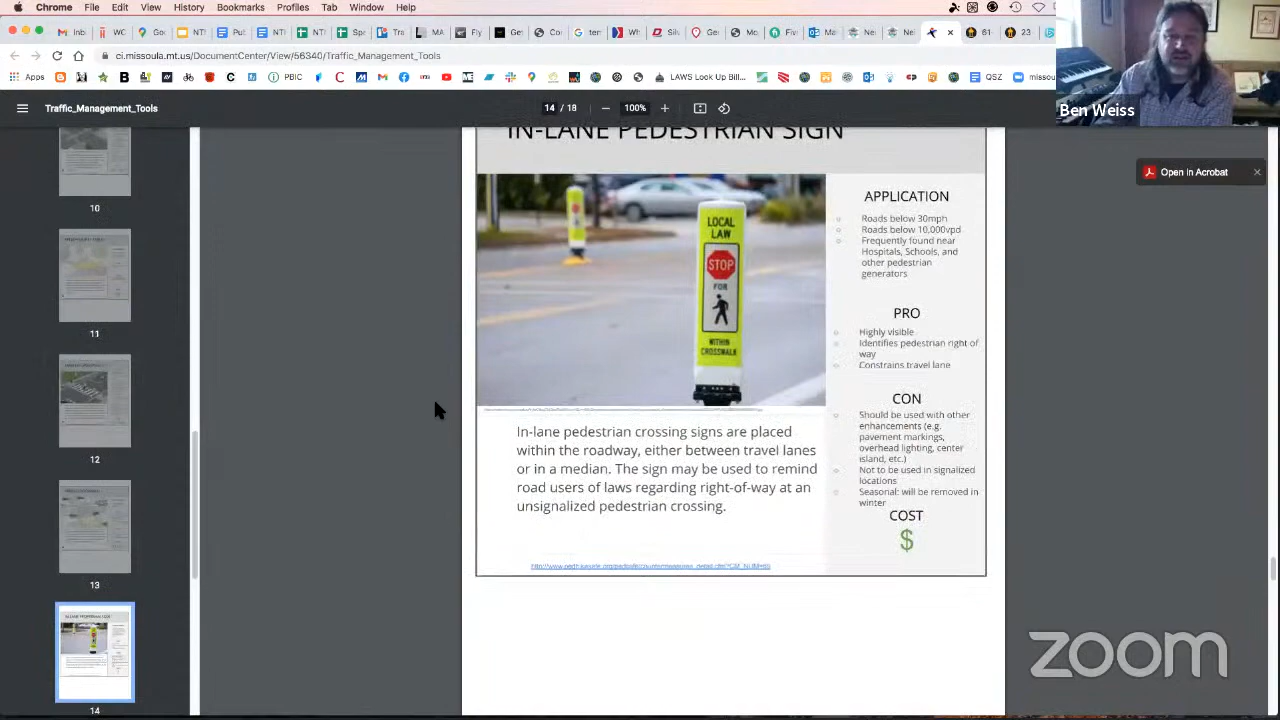 Chrome File Edit View History Bookmarks Profiles Tab Window Help
ci.missoula.mt.us/DocumentCenter/View/56340/Traffic_Management_Tools
Apps PBIC LAWS Look Up Bill... QSZ
Traffic_Management_Tools
14 / 18
100%
Ben Weiss
Open in Acrobat
10
11
12
13
14
IN-LANE PEDESTRIAN SIGN
LOCAL
LAW
STOP
FOR
WITHIN
CROSSWALK
In-lane pedestrian crossing signs are placed
within the roadway, either between travel lanes
or in a median. The sign may be used to remind
road users of laws regarding right-of-way at an
unsignalized pedestrian crossing.
APPLICATION
Roads below 30mph
Roads below 10,000vpd
Frequently found near
Hospitals, Schools, and
other pedestrian
generators
PRO
Highly visible
Identifies pedestrian right of
way
Constrains travel lane
CON
Should be used with other
enhancements (e.g.
pavement markings,
overhead lighting, center
island, etc.)
Not to be used in signalized
locations
Seasonal: will be removed in
winter
COST
$
zoom